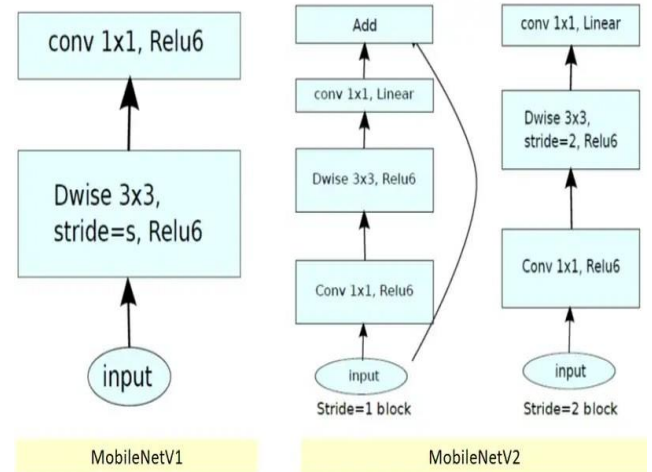 conv 1x1, Relu6
Dwise 3x3,
stride=s, Relu6
input
MobileNetV1
Add
conv 1x1, Linear
Dwise 3x3, Relu6
Conv 1x1, Relu6
input
Stride=1 block
conv 1x1, Linear
Dwise 3x3,
stride=2, Relu6
Conv 1x1, Relu6
input
Stride=2 block
MobileNetV2